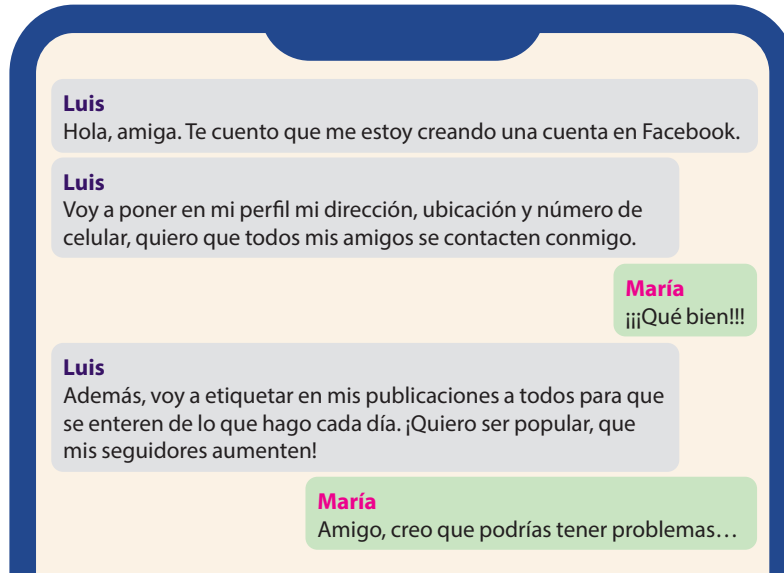 Luis
Hola, amiga. Te cuento que me estoy creando una cuenta en Facebook.
Luis
Voy a poner en mi perfil mi dirección, ubicación y número de
celular, quiero que todos mis amigos se contacten conmigo.
María
¡¡¡Qué bien!!!
Luis
Además, voy a etiquetar en mis publicaciones a todos para que
se enteren de lo que hago cada día. ¡Quiero ser popular, que
mis seguidores aumenten!
María
Amigo, creo que podrías tener problemas…